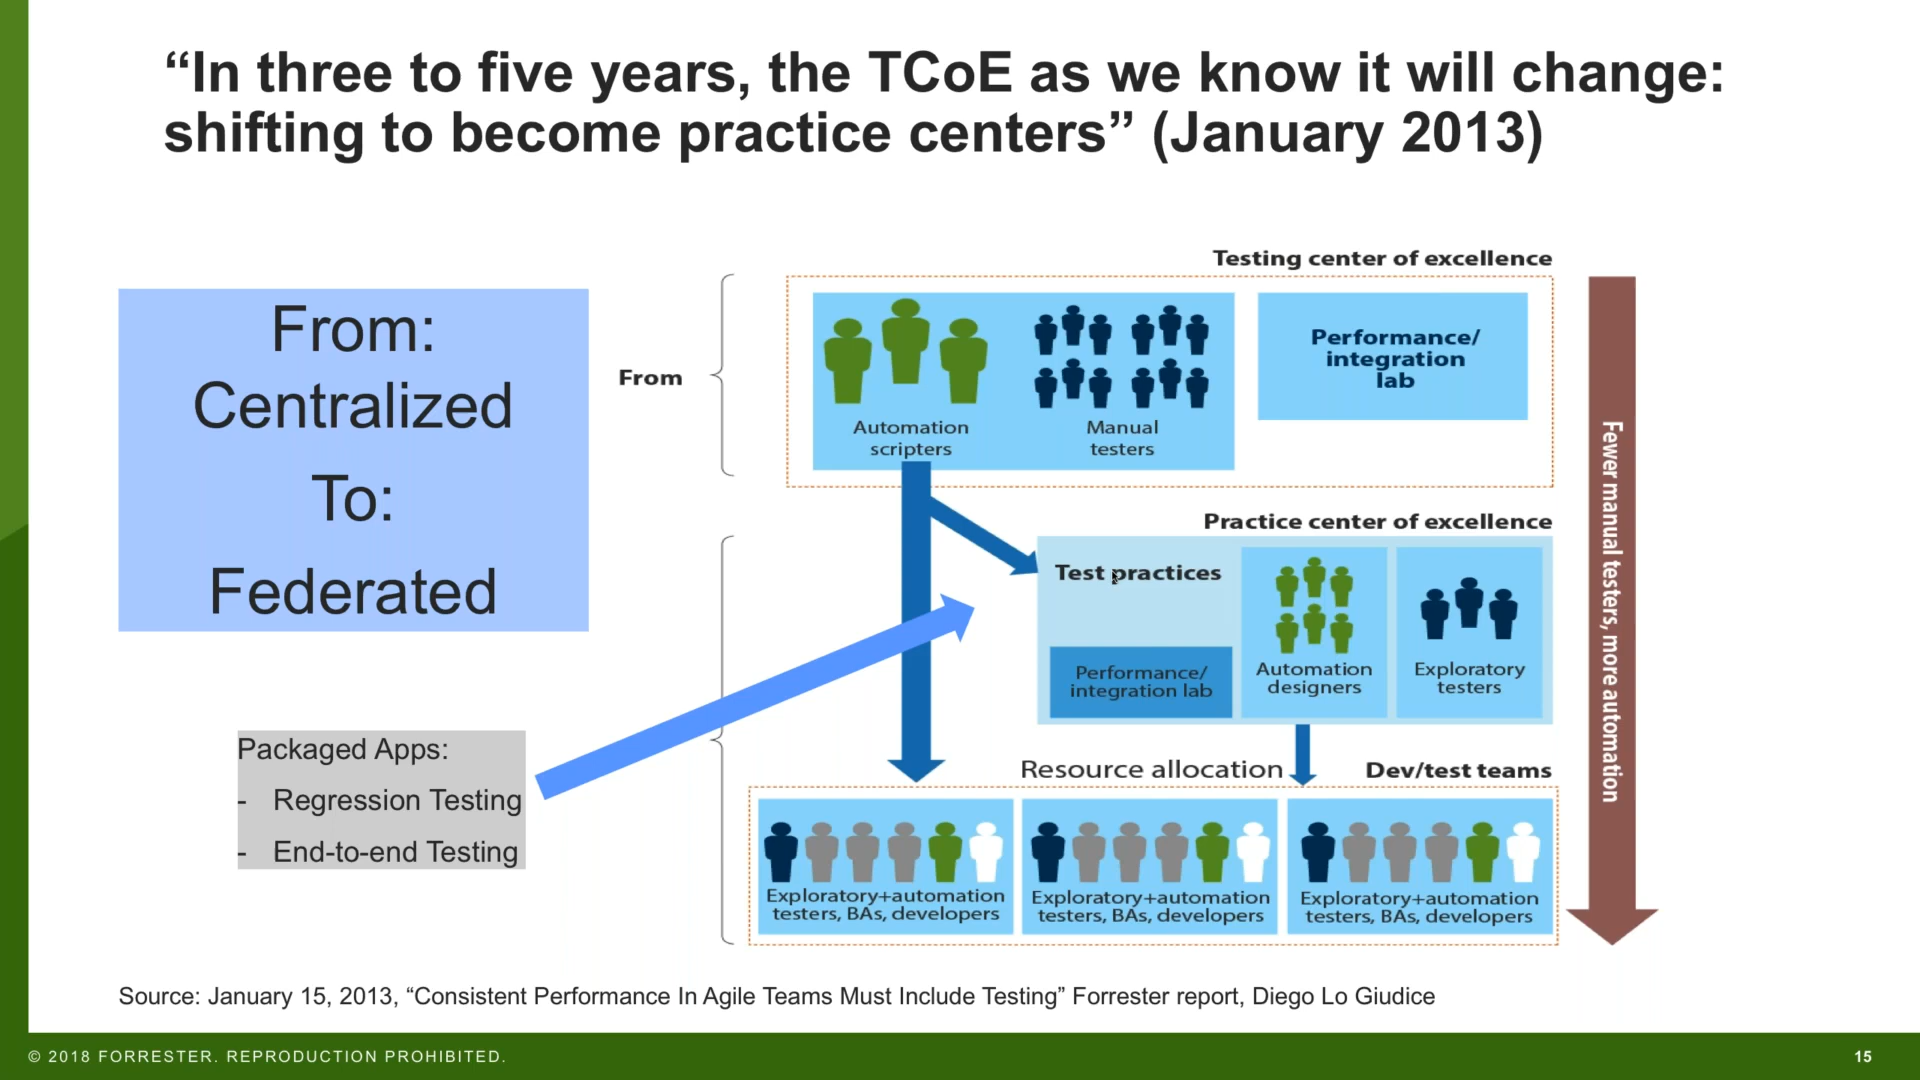 “In three to five years, the TCoE as we know it will change:
shifting to become practice centers” (January 2013)
From:
Centralized
To:
Federated
Packaged Apps:
- Regression Testing
- End-to-end Testing
From
Testing center of excellence
Automation
scripters
Manual
testers
Performance/
integration
lab
Practice center of excellence
Test practices
Performance/
integration lab
Automation
designers
Exploratory
testers
Resource allocation
Dev/test teams
Exploratory+automation
testers, BAs, developers
Exploratory+automation
testers, BAs, developers
Exploratory+automation
testers, BAs, developers
Fewer manual testers, more automation
Source: January 15, 2013, “Consistent Performance In Agile Teams Must Include Testing” Forrester report, Diego Lo Giudice
© 2018 FORRESTER. REPRODUCTION PROHIBITED.
15